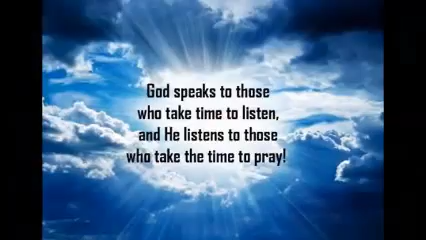 God speaks to those
who take time to listen,
and He listens to those
who take the time to pray!